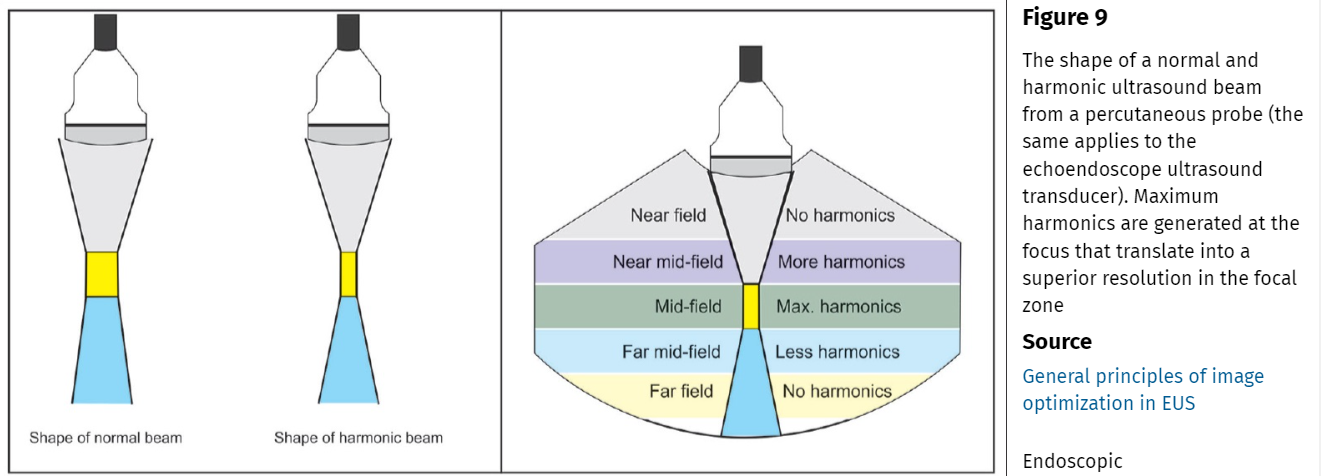 Shape of normal beam
Shape of harmonic beam
Near field
No harmonics
Near mid-field
More harmonics
Mid-field
Max. harmonics
Far mid-field
Less harmonics
Far field
No harmonics
Figure 9
The shape of a normal and
harmonic ultrasound beam
from a percutaneous probe (the
same applies to the
echoendoscope ultrasound
transducer). Maximum
harmonics are generated at the
focus that translate into a
superior resolution in the focal
zone
Source
General principles of image
optimization in EUS
Endoscopic